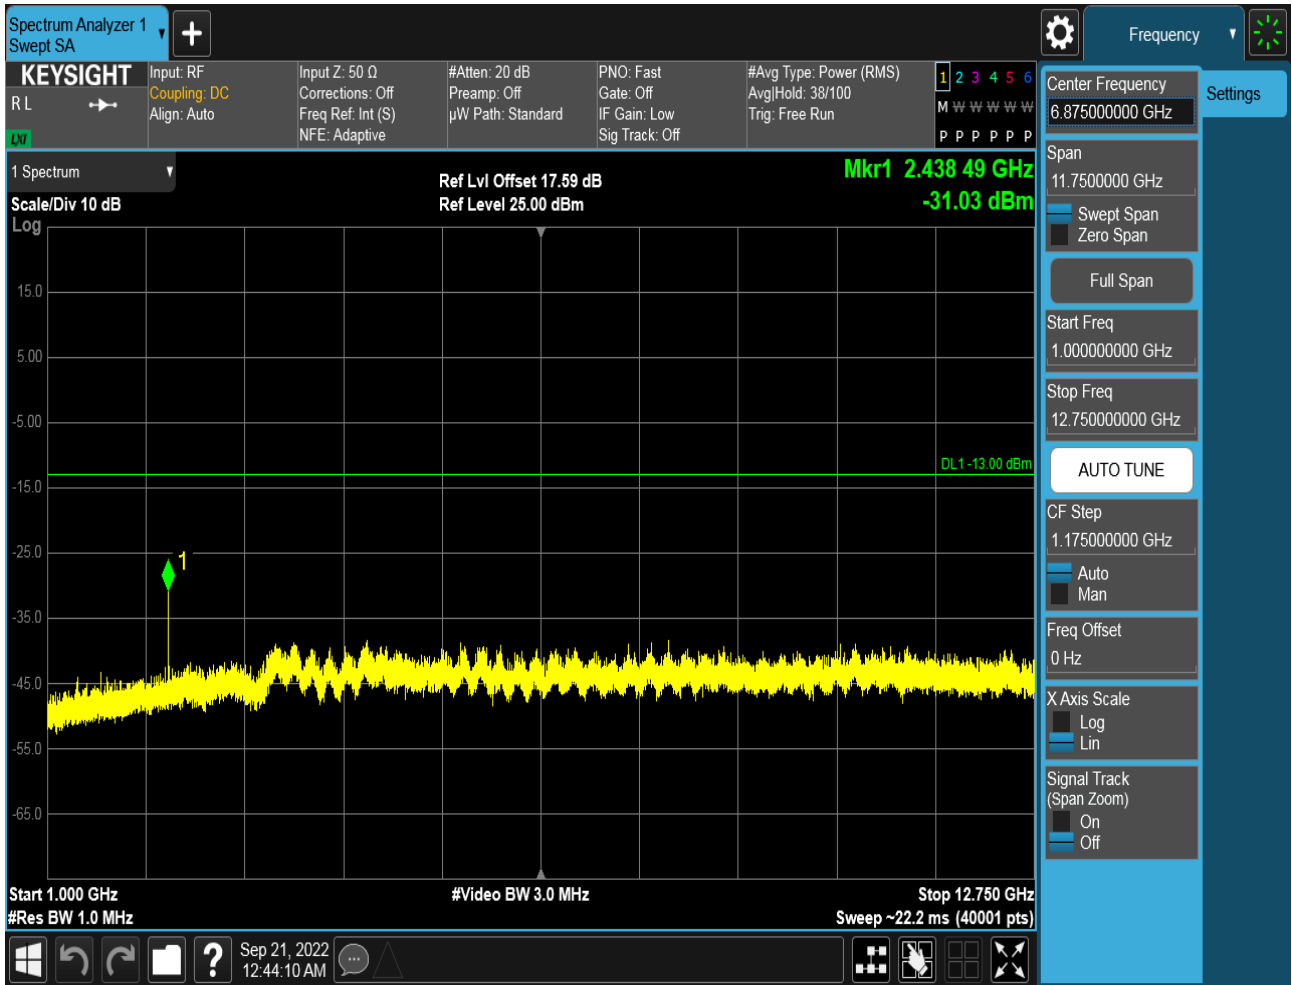 Spectrum Analyzer 1
Swept SA
Frequency
KEYSIGHT
R L
LXI
Input: RF
Coupling: DC
Align: Auto
Input Z: 50 Ω
Corrections: Off
Freq Ref: Int (S)
NFE: Adaptive
#Atten: 20 dB
Preamp: Off
µW Path: Standard
PNO: Fast
Gate: Off
IF Gain: Low
Sig Track: Off
#Avg Type: Power (RMS)
Avg|Hold: 38/100
Trig: Free Run
1 2 3 4 5 6
M W W W W W
P P P P P P
1 Spectrum
Scale/Div 10 dB
Log
Ref Lvl Offset 17.59 dB
Ref Level 25.00 dBm
Mkr1 2.438 49 GHz
-31.03 dBm
15.0
5.00
-5.00
DL1 -13.00 dBm
-15.0
-25.0
1
-35.0
-45.0
-55.0
-65.0
Start 1.000 GHz
#Res BW 1.0 MHz
#Video BW 3.0 MHz
Stop 12.750 GHz
Sweep ~22.2 ms (40001 pts)
?
Sep 21, 2022
12:44:10 AM
Center Frequency
6.875000000 GHz
Settings
Span
11.7500000 GHz
Swept Span
Zero Span
Full Span
Start Freq
1.000000000 GHz
Stop Freq
12.750000000 GHz
AUTO TUNE
CF Step
1.175000000 GHz
Auto
Man
Freq Offset
0 Hz
X Axis Scale
Log
Lin
Signal Track
(Span Zoom)
On
Off